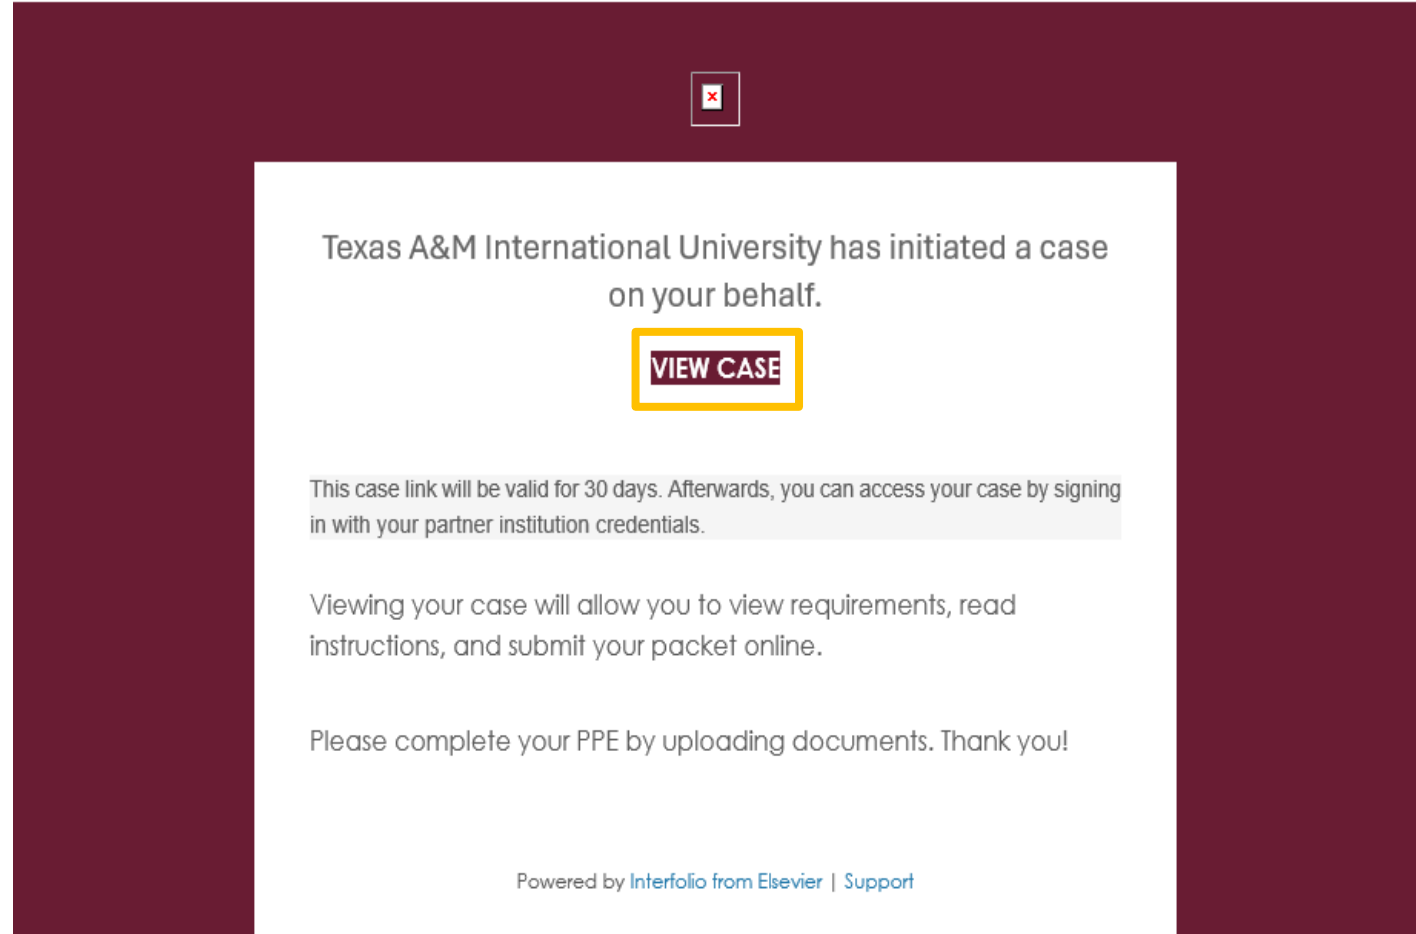 Texas A&M International University has initiated a case
on your behalf.
VIEW CASE
This case link will be valid for 30 days. Afterwards, you can access your case by signing
in with your partner institution credentials.
Viewing your case will allow you to view requirements, read
instructions, and submit your packet online.
Please complete your PPE by uploading documents. Thank you!
Powered by Interfolio from Elsevier | Support